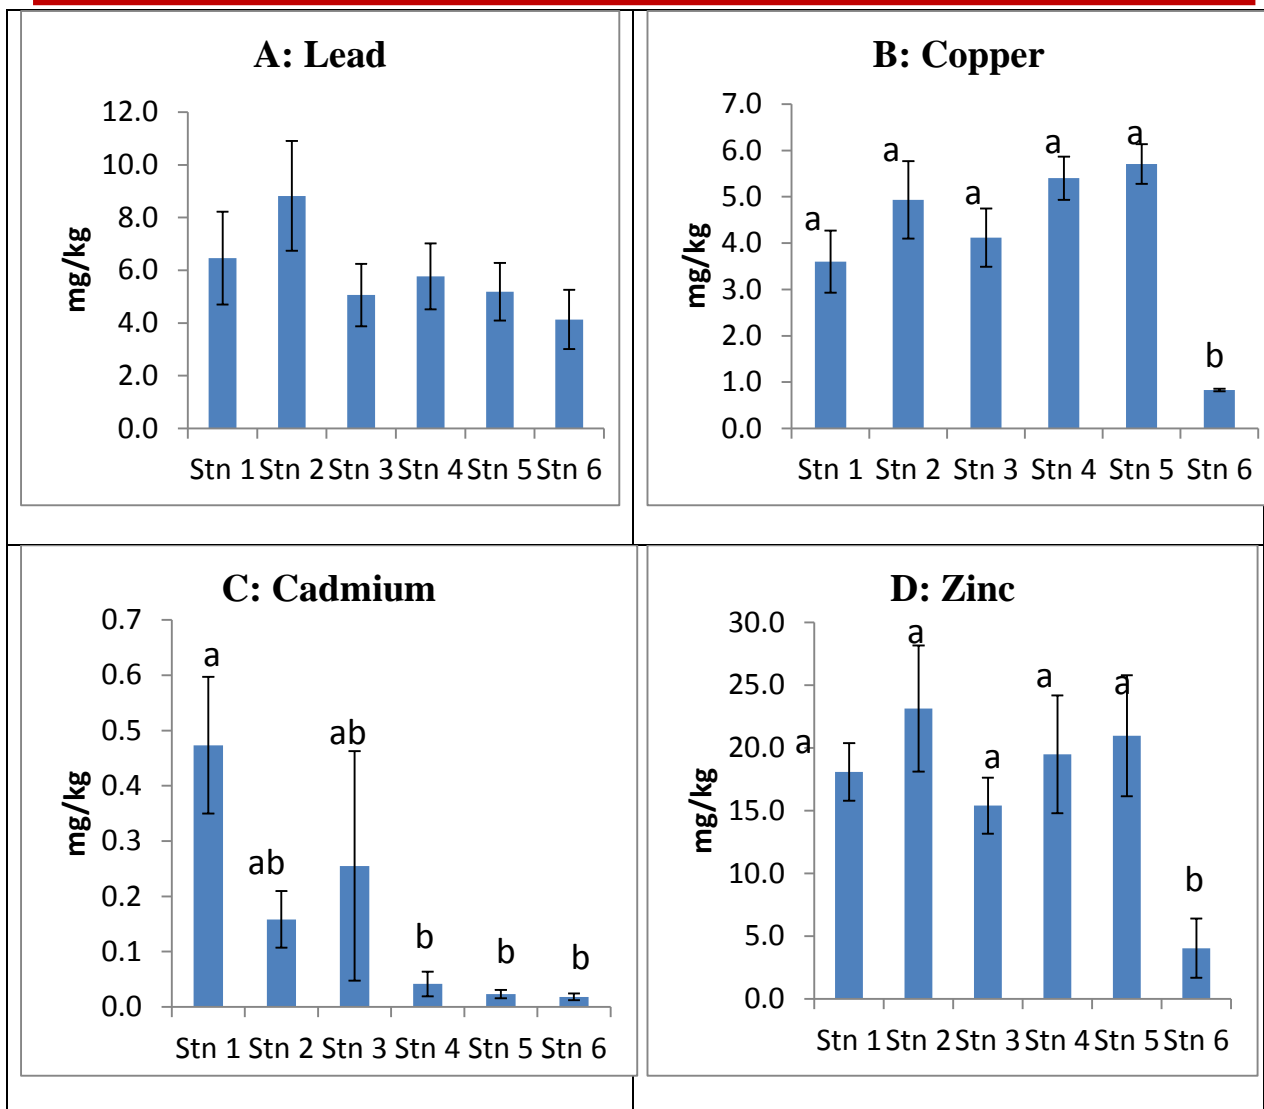 A: Lead
12.0
10.0
8.0
6.0
4.0
2.0
0.0
mg/kg
Stn 1 Stn 2 Stn 3 Stn 4 Stn 5 Stn 6
B: Copper
7.0
6.0
5.0
4.0
3.0
2.0
1.0
0.0
mg/kg
a a a a a b
Stn 1 Stn 2 Stn 3 Stn 4 Stn 5 Stn 6
C: Cadmium
0.7
0.6
0.5
0.4
0.3
0.2
0.1
0.0
mg/kg
a ab ab b b b
Stn 1 Stn 2 Stn 3 Stn 4 Stn 5 Stn 6
D: Zinc
30.0
25.0
20.0
15.0
10.0
5.0
0.0
mg/kg
a a a a a b
Stn 1 Stn 2 Stn 3 Stn 4 Stn 5 Stn 6